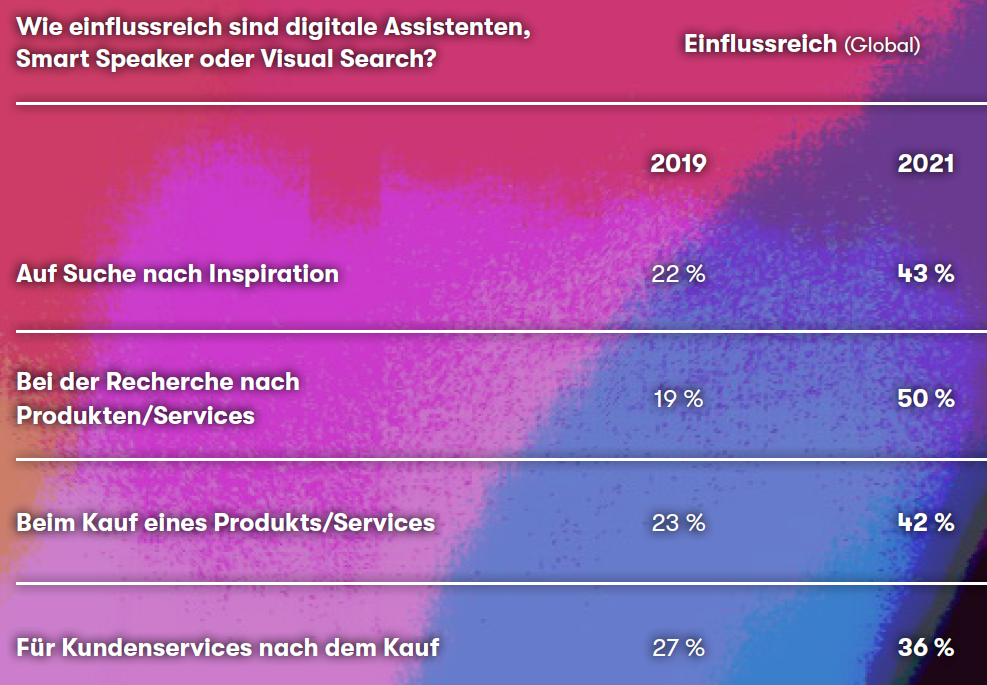 Wie einflussreich sind digitale Assistenten,
Smart Speaker oder Visual Search?
Einflussreich (Global)
2019 2021
Auf Suche nach Inspiration 22 % 43 %
Bei der Recherche nach
Produkten/Services 19 % 50 %
Beim Kauf eines Produkts/Services 23 % 42 %
Für Kundenservices nach dem Kauf 27 % 36 %